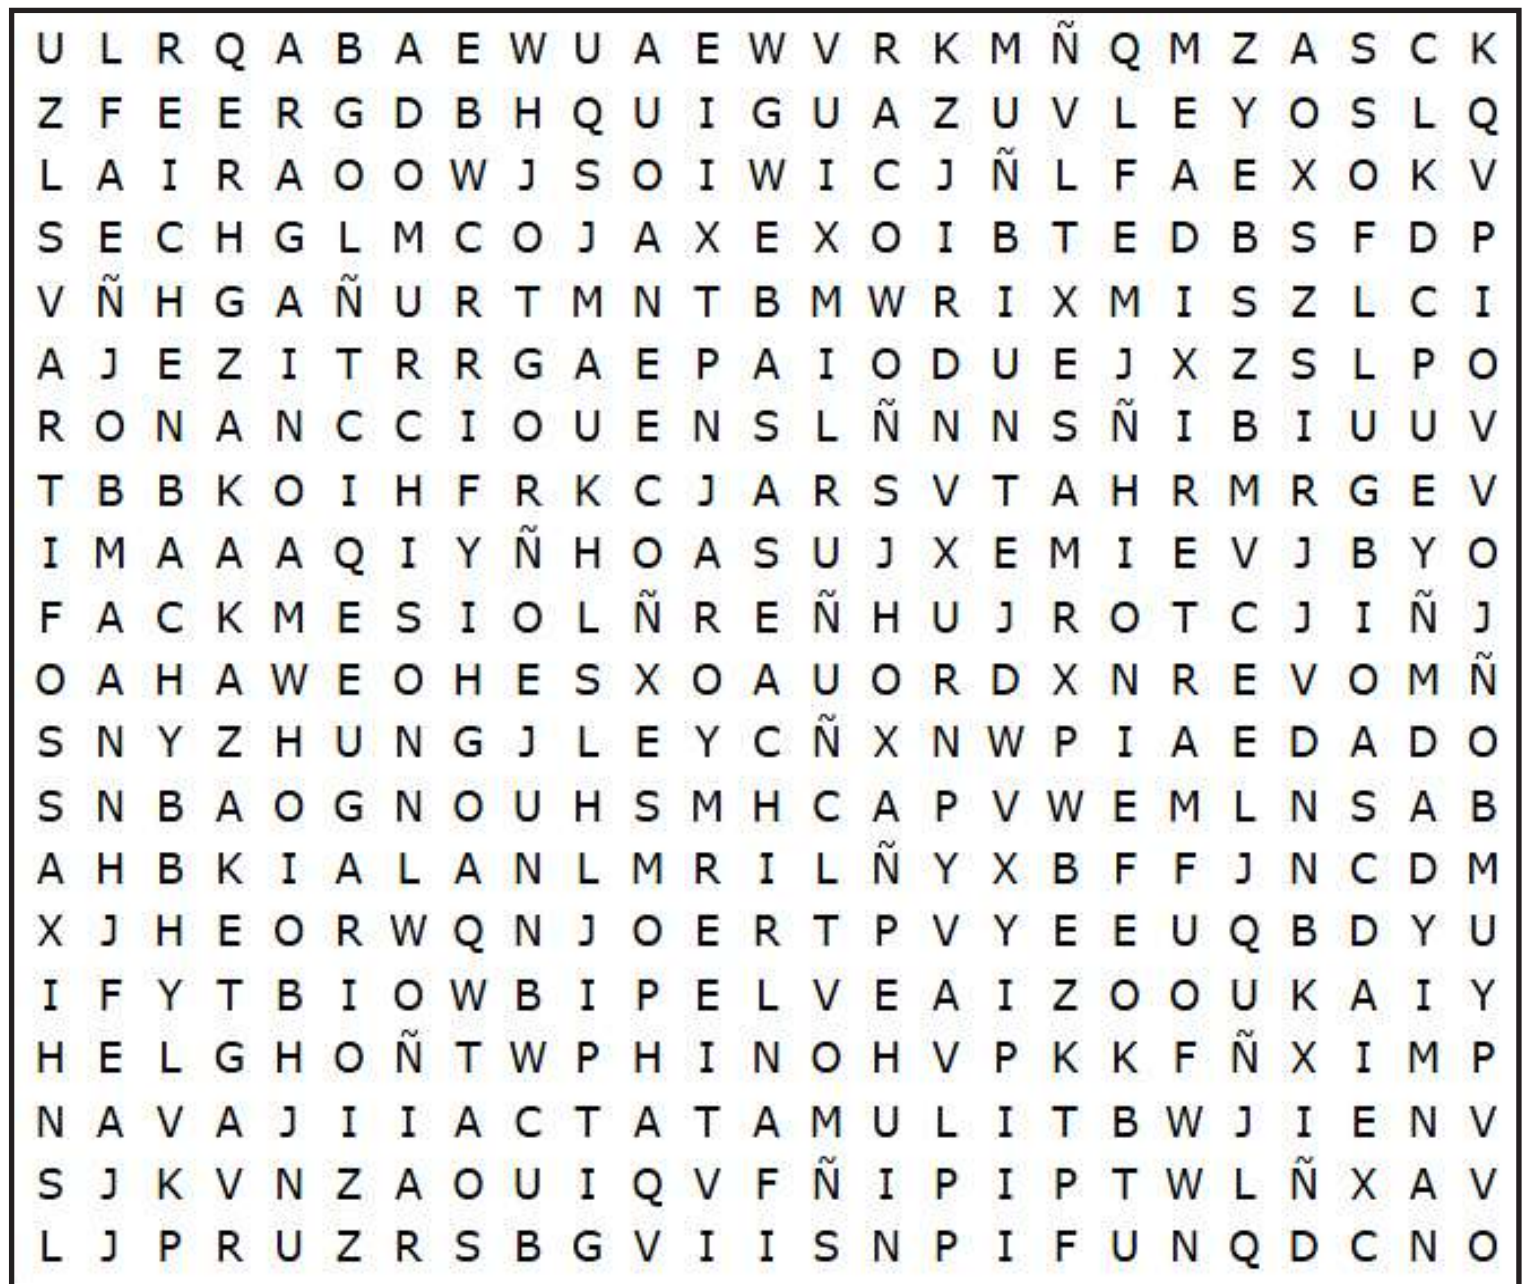 U L R Q A B A E W U A E W V R K M Ñ Q M Z A S C K
Z F E E R G D B H Q U I G U A Z U V L E Y O S L Q
L A I R A O O W J S O I W I C J Ñ L F A E X O K V
S E C H G L M C O J A X E X O I B T E D B S F D P
V Ñ H G A Ñ U R T M N T B M W R I X M I S Z L C I
A J E Z I T R R G A E P A I O D U E J X Z S L P O
R O N A N C C I O U E N S L Ñ N N S Ñ I B I U U V
T B B K O I H F R K C J A R S V T A H R M R G E V
I M A A A Q I Y Ñ H O A S U J X E M I E V J B Y O
F A C K M E S I O L Ñ R E Ñ H U J R O T C J I Ñ J
O A H A W E O H E S X O A U O R D X N R E V O M Ñ
S N Y Z H U N G J L E Y C Ñ X N W P I A E D A D O
S N B A O G N O U H S M H C A P V W E M L N S A B
A H B K I A L A N L M R I L Ñ Y X B F F J N C D M
X J H E O R W Q N J O E R T P V Y E E U Q B D Y U
I F Y T B I O W B I P E L V E A I Z O O U K A I Y
H E L G H O Ñ T W P H I N O H V P K K F Ñ X I M P
N A V A J I I A C T A T A M U L I T B W J I E N V
S J K V N Z A O U I Q V F Ñ I P I P T W L Ñ X A V
L J P R U Z R S B G V I I S N P I F U N Q D C N O